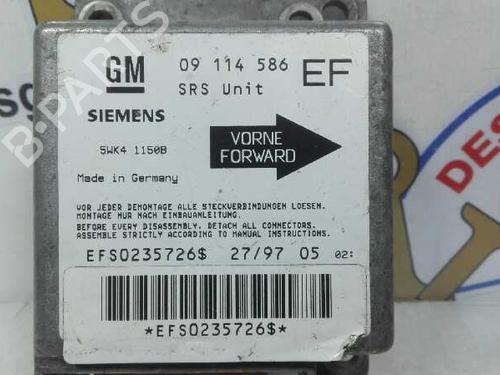 GM 09 114 586 EF
SRS Unit
SIEMENS
5WK4 1150B
VORNE
FORWARD
Made in Germany
VOR JEDER DEMONTAGE ALLE STECKVERBINDUNGEN LOESEN.
MONTAGE NUR NACH EINBAUANLEITUNG.
BEFORE EVERY DISASSEMBLY, DETACH ALL CONNECTORS.
ASSEMBLE STRICTLY ACCORDING TO MANUAL INSTRUCTIONS.
EFS0235726$ 27/97 05 02:
*EFS0235726$*
B-PARTS
DES